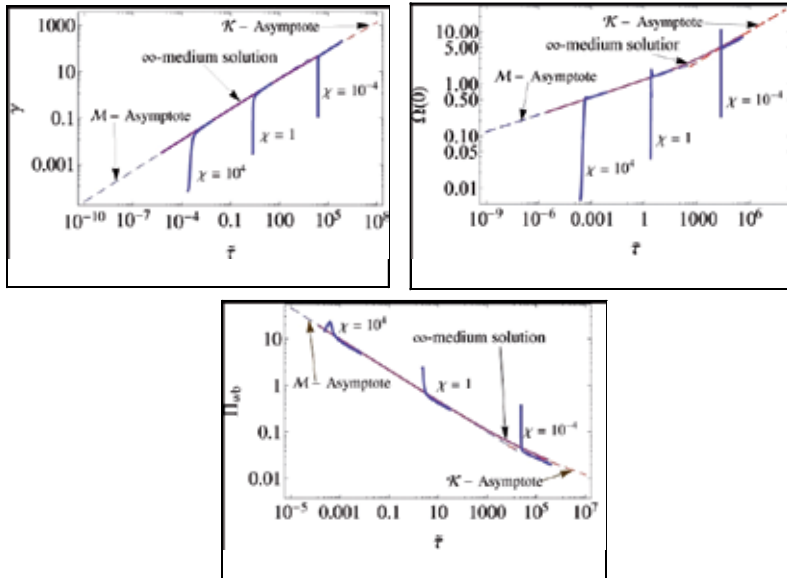 1000
10
0.1
0.001
γ
𝒦 – Asymptote
∞-medium solution
ℳ – Asymptote
χ = 10⁻⁴
χ = 1
χ = 10⁴
10⁻¹⁰ 10⁻⁷ 10⁻⁴ 0.1 100 10⁵ 10⁸
τ̃
5.00
1.00
0.50
0.10
0.05
0.01
Ω(0)
𝒦 – Asymptote
∞-medium solutior
ℳ – Asymptote
χ = 10⁻⁴
χ = 1
χ = 10⁴
10⁻⁹ 10⁻⁶ 0.001 1 1000 10⁶
τ̃
10
1
0.1
0.01
χ = 10⁴
∞-medium solution
ℳ – Asymptote
χ = 1
χ = 10⁻⁴
𝒦 – Asymptote
10⁻⁵ 0.001 0.1 10 1000 10⁵ 10⁷
τ̃